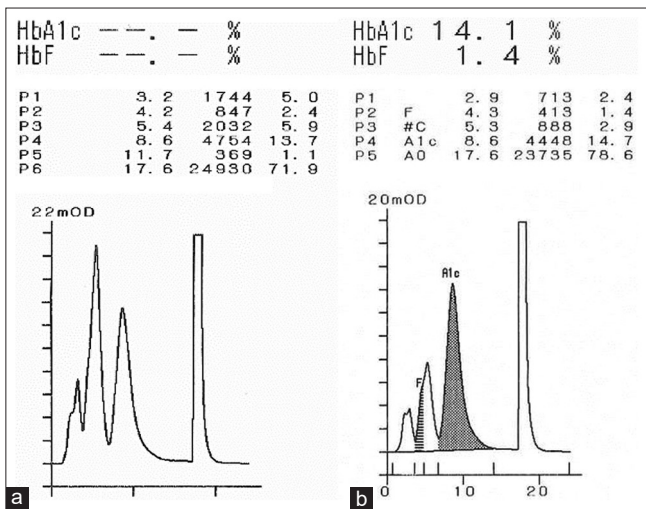 HbA1c --. - %
HbF --. - %
P1 3. 2 1744 5. 0
P2 4. 2 847 2. 4
P3 5. 4 2032 5. 9
P4 8. 6 4754 13. 7
P5 11. 7 369 1. 1
P6 17. 6 24930 71. 9
22mOD
a
HbA1c 14. 1 %
HbF 1. 4 %
P1 2. 9 713 2. 4
P2 F 4. 3 413 1. 4
P3 #C 5. 3 888 2. 9
P4 A1c 8. 6 4448 14. 7
P5 A0 17. 6 23735 78. 6
20mOD
A1c
F
0 10 20
b